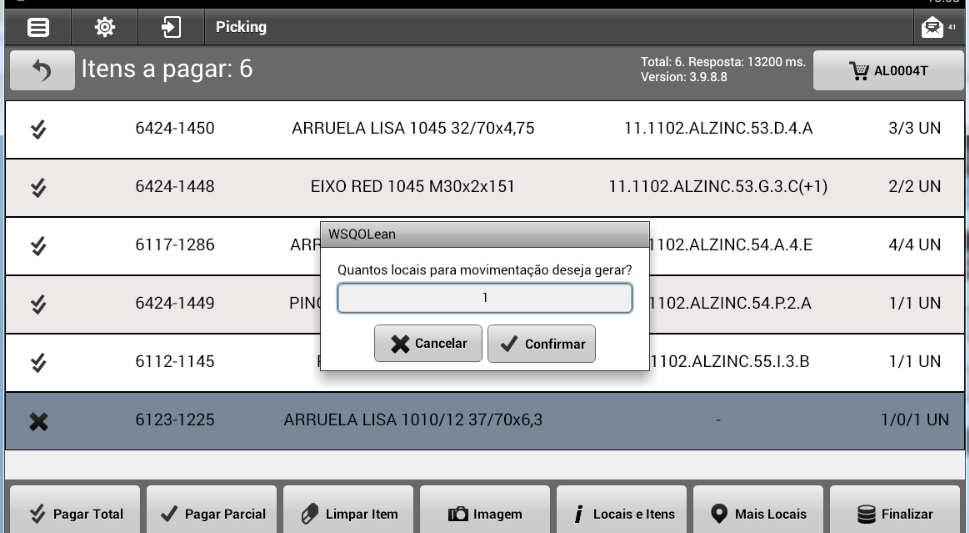 Picking
41
Itens a pagar: 6
Total: 6. Resposta: 13200 ms.
Version: 3.9.8.8
AL0004T
6424-1450 ARRUELA LISA 1045 32/70x4,75 11.1102.ALZINC.53.D.4.A 3/3 UN
6424-1448 EIXO RED 1045 M30x2x151 11.1102.ALZINC.53.G.3.C(+1) 2/2 UN
6117-1286 ARR 1102.ALZINC.54.A.4.E 4/4 UN
6424-1449 PINO 1102.ALZINC.54.P.2.A 1/1 UN
6112-1145 1102.ALZINC.55.I.3.B 1/1 UN
6123-1225 ARRUELA LISA 1010/12 37/70x6,3 - 1/0/1 UN
WSQOLean
Quantos locais para movimentação deseja gerar?
1
Cancelar Confirmar
Pagar Total Pagar Parcial Limpar Item Imagem Locais e Itens Mais Locais Finalizar